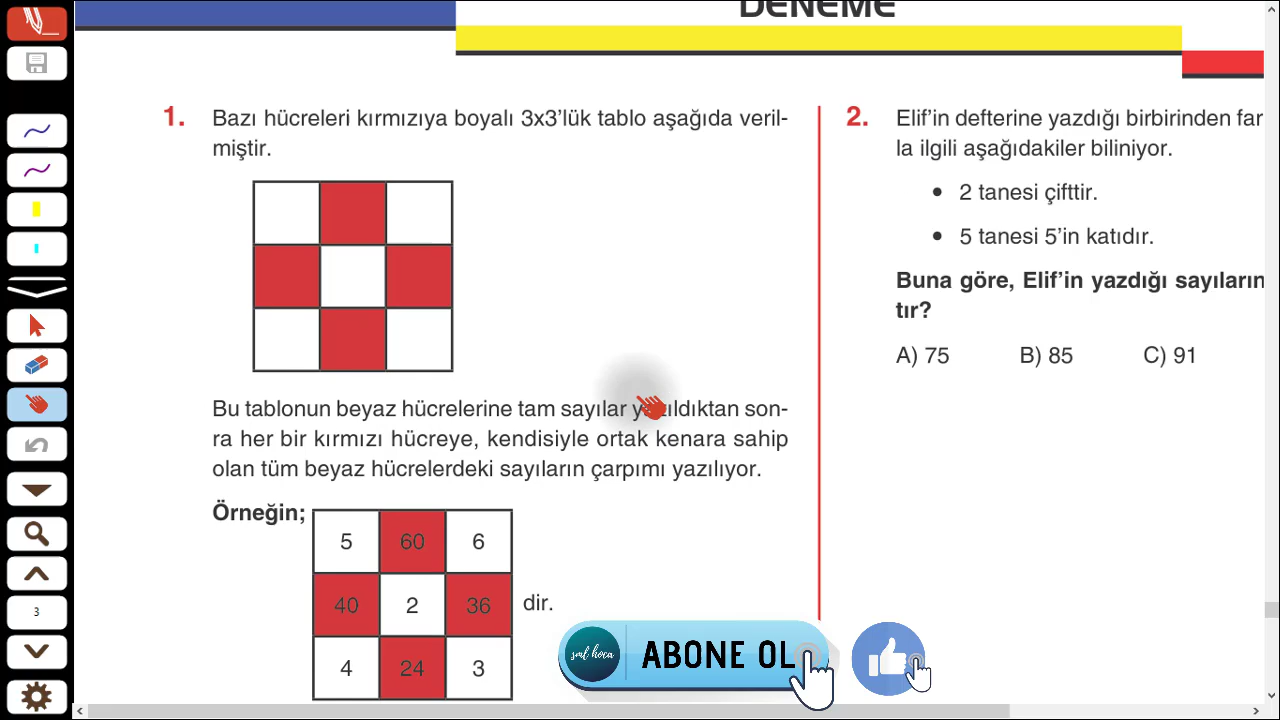 DENEME
1. Bazı hücreleri kırmızıya boyalı 3x3’lük tablo aşağıda veril-
miştir.
Bu tablonun beyaz hücrelerine tam sayılar yazıldıktan son-
ra her bir kırmızı hücreye, kendisiyle ortak kenara sahip
olan tüm beyaz hücrelerdeki sayıların çarpımı yazılıyor.
Örneğin;
5 60 6
40 2 36 dir.
4 24 3
2. Elif’in defterine yazdığı birbirinden far
la ilgili aşağıdakiler biliniyor.
• 2 tanesi çifttir.
• 5 tanesi 5’in katıdır.
Buna göre, Elif’in yazdığı sayıların
tır?
A) 75 B) 85 C) 91
3
sml hoca
ABONE OL